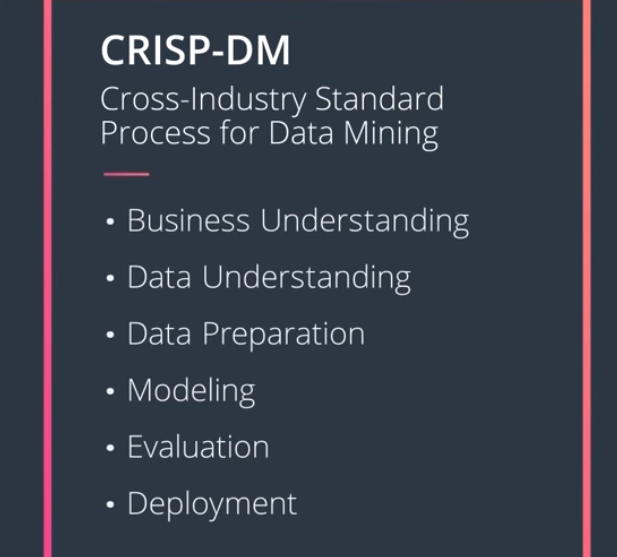 CRISP-DM
Cross-Industry Standard
Process for Data Mining
• Business Understanding
• Data Understanding
• Data Preparation
• Modeling
• Evaluation
• Deployment